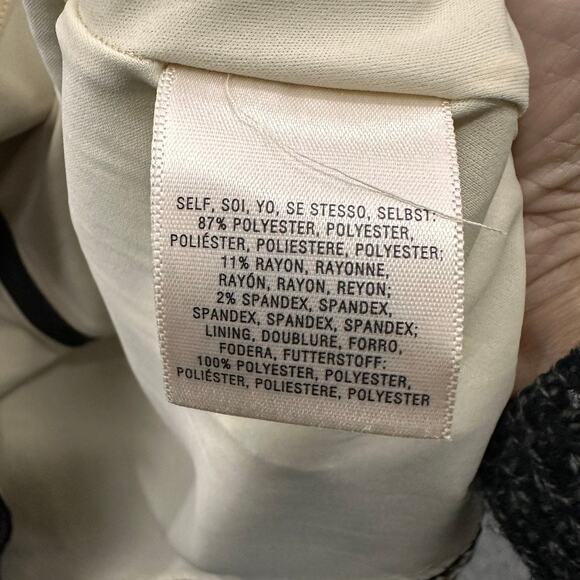 SELF, SOI, YO, SE STESSO, SELBST:
87% POLYESTER, POLYESTER,
POLIÉSTER, POLIESTERE, POLYESTER;
11% RAYON, RAYONNE,
RAYÓN, RAYON, REYON;
2% SPANDEX, SPANDEX,
SPANDEX, SPANDEX, SPANDEX;
LINING, DOUBLURE, FORRO,
FODERA, FUTTERSTOFF:
100% POLYESTER, POLYESTER,
POLIÉSTER, POLIESTERE, POLYESTER